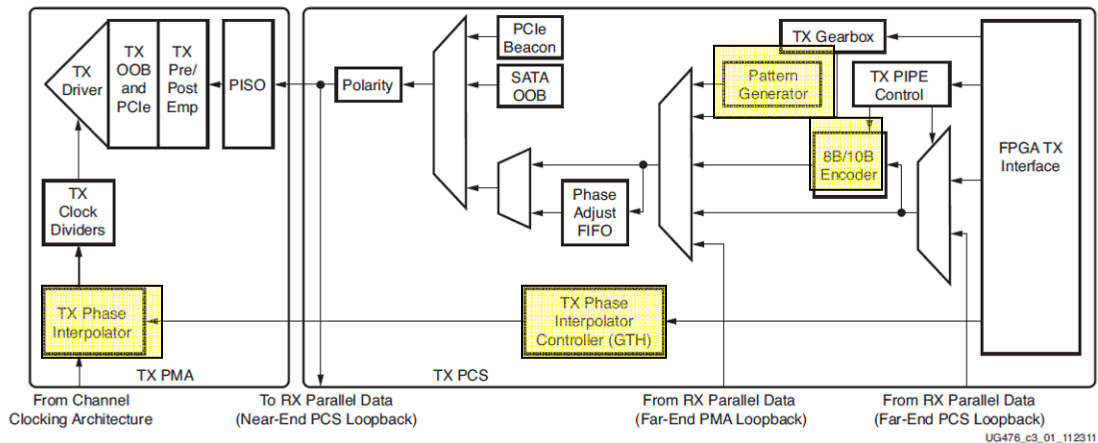 TX
Driver
TX
OOB
and
PCIe
TX
Pre/
Post
Emp
PISO
Polarity
PCIe
Beacon
SATA
OOB
TX Gearbox
Pattern
Generator
TX PIPE
Control
FPGA TX
Interface
8B/10B
Encoder
TX
Clock
Dividers
Phase
Adjust
FIFO
TX Phase
Interpolator
TX Phase
Interpolator
Controller (GTH)
TX PMA
TX PCS
From Channel
Clocking Architecture
To RX Parallel Data
(Near-End PCS Loopback)
From RX Parallel Data
(Far-End PMA Loopback)
From RX Parallel Data
(Far-End PCS Loopback)
UG476_c3_01_112311